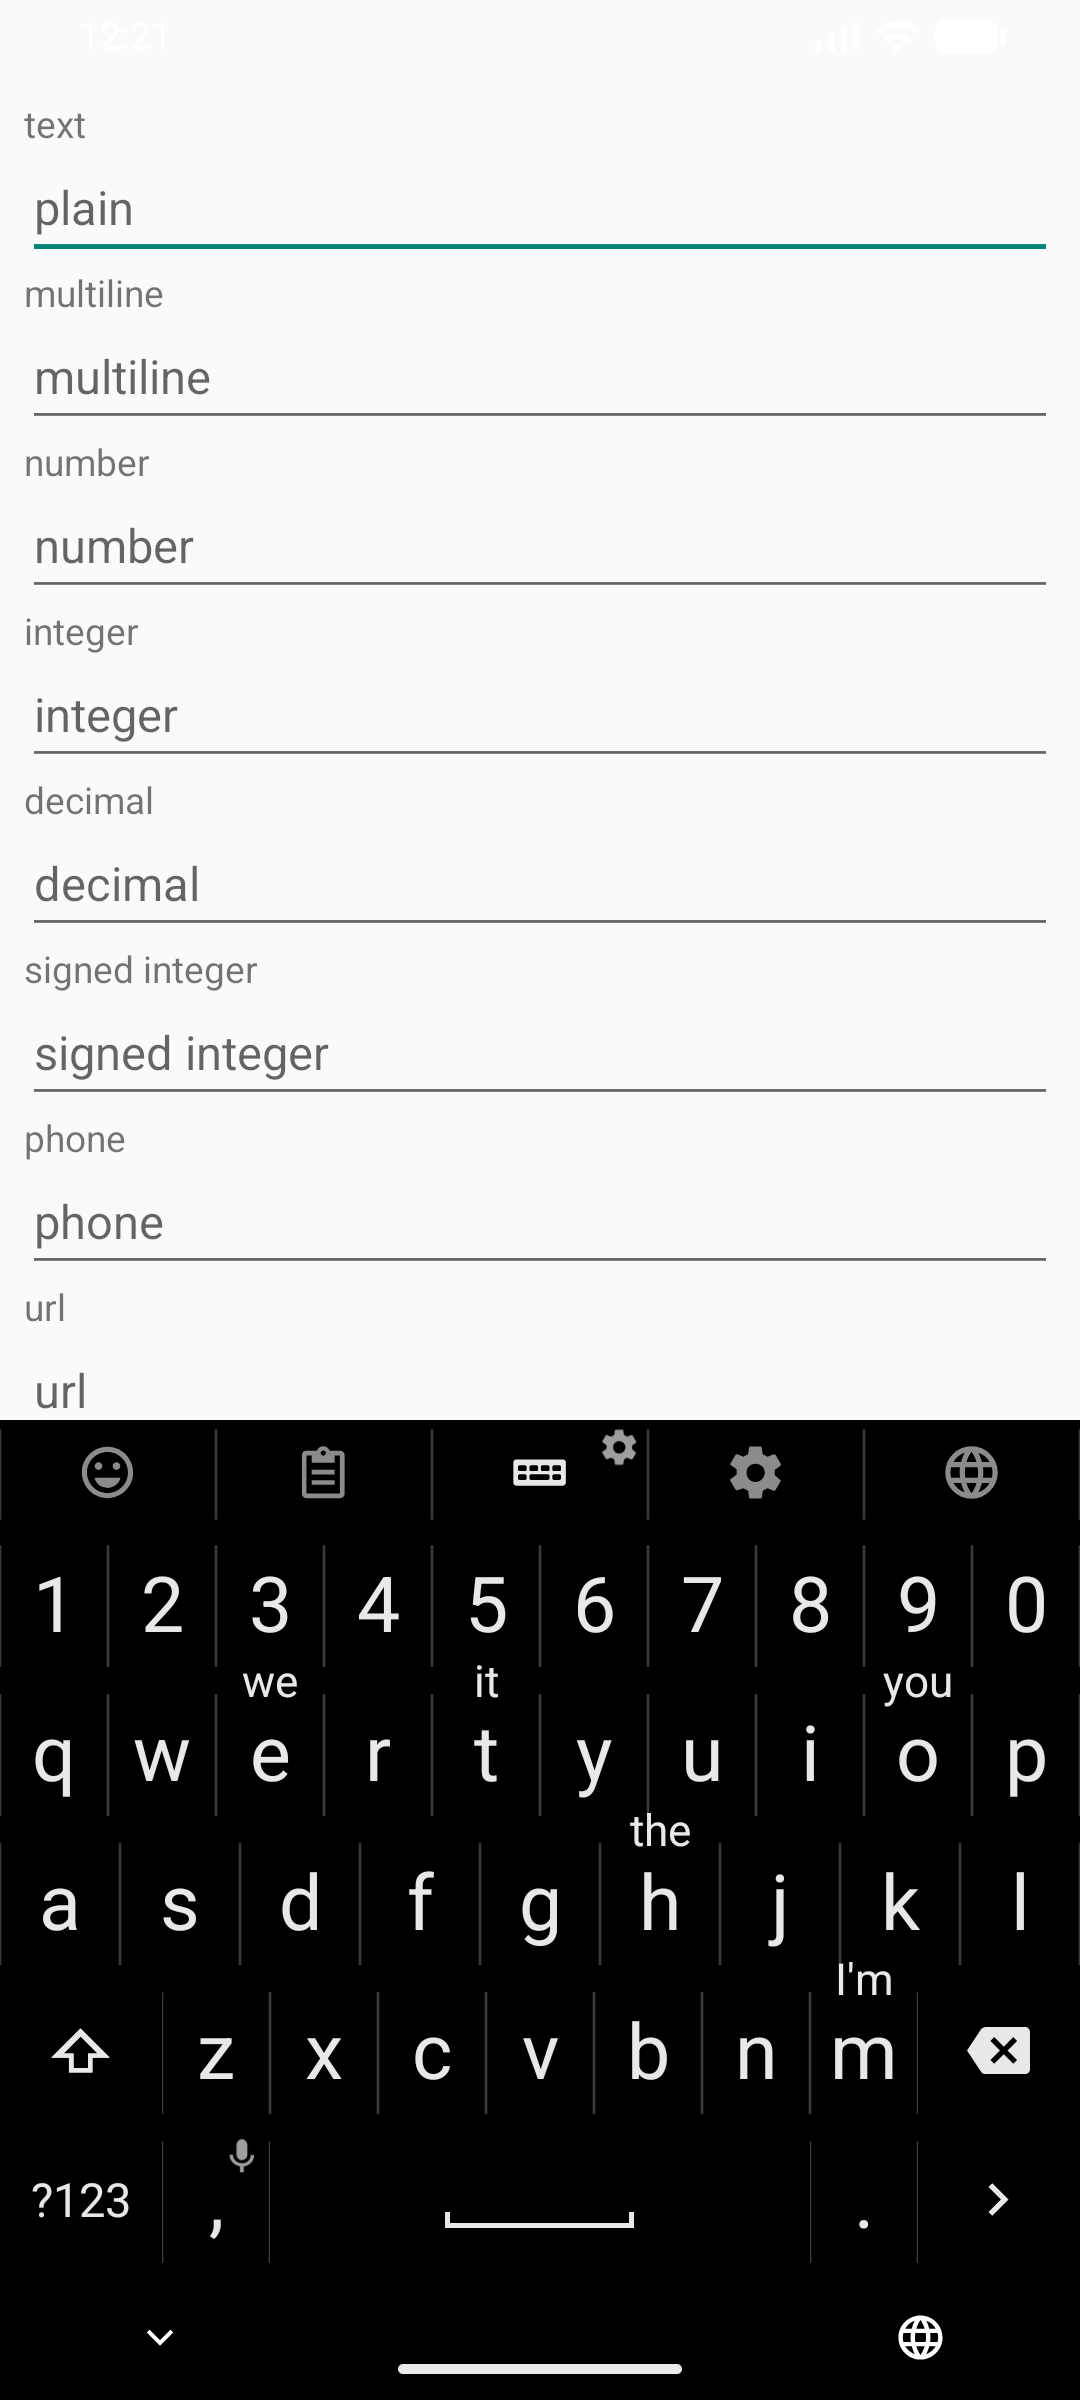 12:21
text
plain
multiline
multiline
number
number
integer
integer
decimal
decimal
signed integer
signed integer
phone
phone
url
url
1 2 3 4 5 6 7 8 9 0
we it you
q w e r t y u i o p
the
a s d f g h j k l
I'm
z x c v b n m
?123 , .